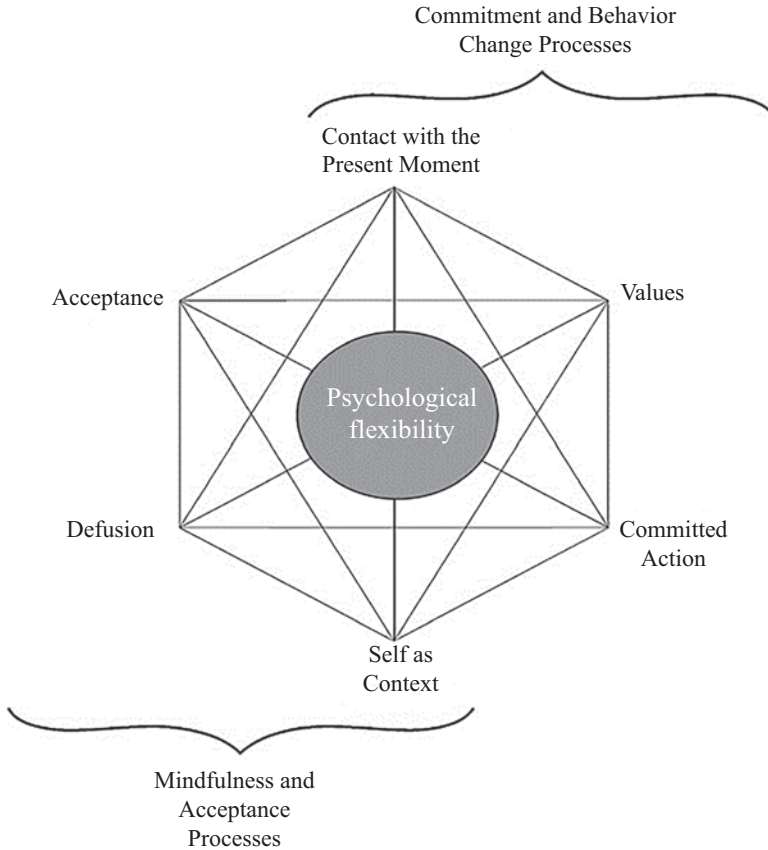 Commitment and Behavior
Change Processes
Contact with the
Present Moment
Acceptance
Values
Psychological
flexibility
Defusion
Committed
Action
Self as
Context
Mindfulness and
Acceptance
Processes